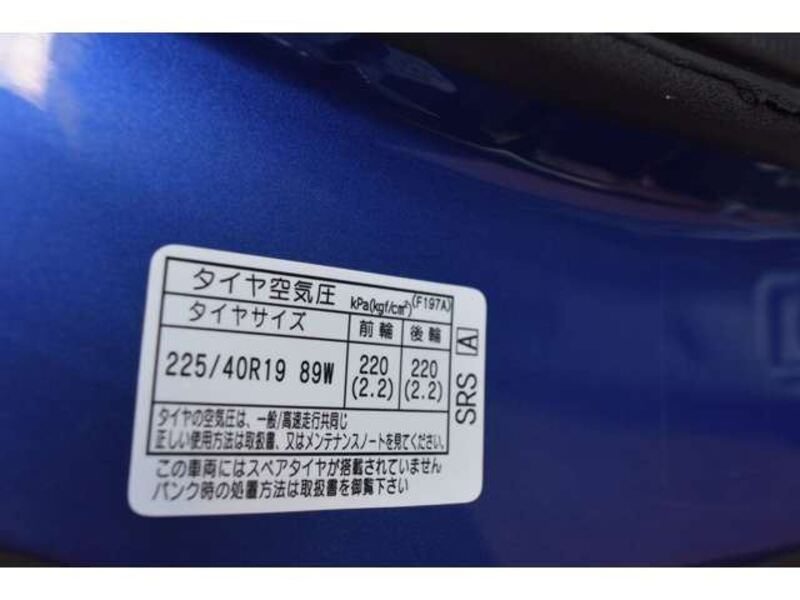 タイヤ空気圧 kPa(kgf/cm²) (F197A)
タイヤサイズ 前輪 後輪
225/40R19 89W 220 (2.2) 220 (2.2)
タイヤの空気圧は、一般/高速走行共同じ
正しい使用方法は取扱書、又はメンテナンスノートを見てください。
この車両にはスペアタイヤが搭載されていません
パンク時の処置方法は取扱書を御覧下さい
SRS A